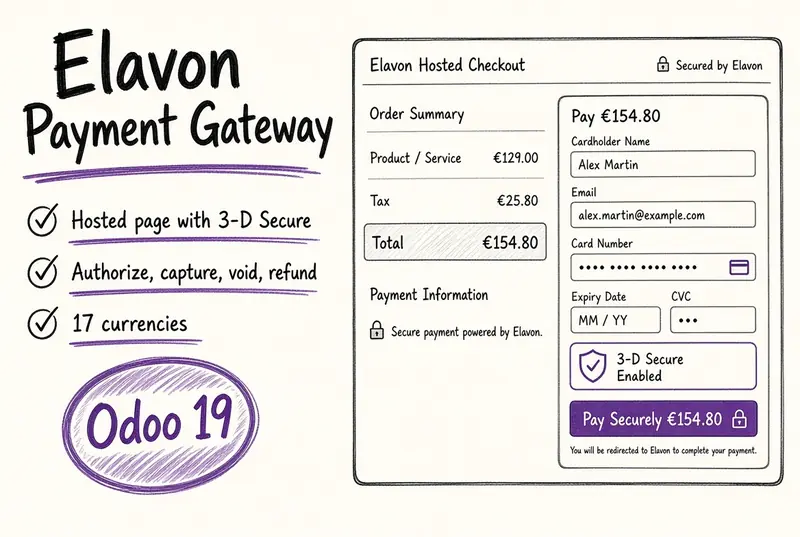 Elavon
Payment Gateway
Hosted page with 3-D Secure
Authorize, capture, void, refund
17 currencies
Odoo 19
Elavon Hosted Checkout
Secured by Elavon
Order Summary
Product / Service €129.00
Tax €25.80
Total €154.80
Payment Information
Secure payment powered by Elavon.
Pay €154.80
Cardholder Name
Alex Martin
Email
alex.martin@example.com
Card Number
•••• •••• •••• ••••
Expiry Date CVC
MM / YY •••
3-D Secure
Enabled
Pay Securely €154.80
You will be redirected to Elavon to complete your payment.